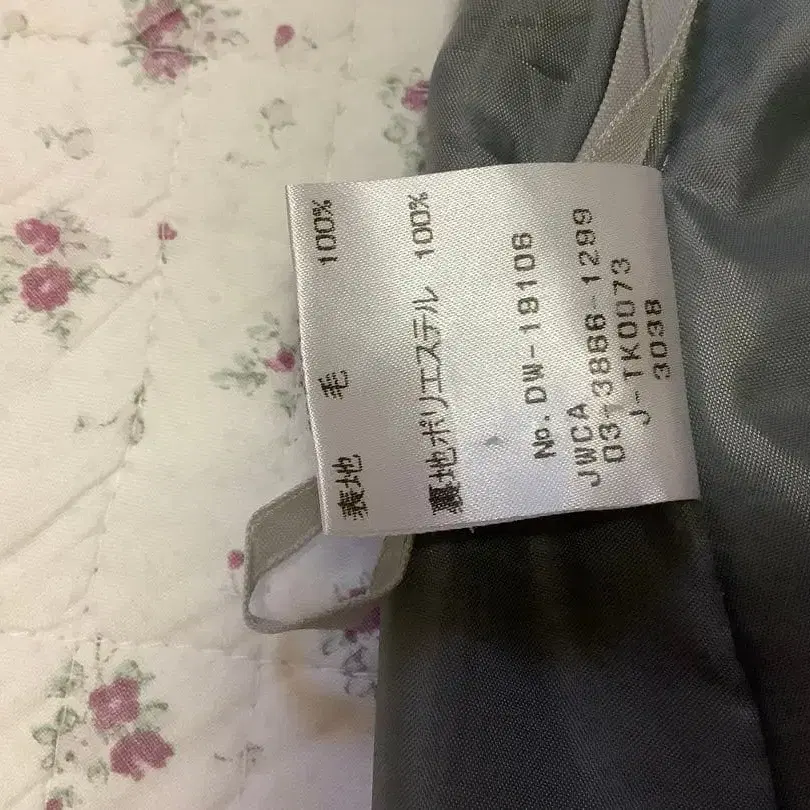 表地 毛 100%
裏地ポリエステル 100%
No. DW-19106
JWCA
03-3866-1299
J-TK0073
3038